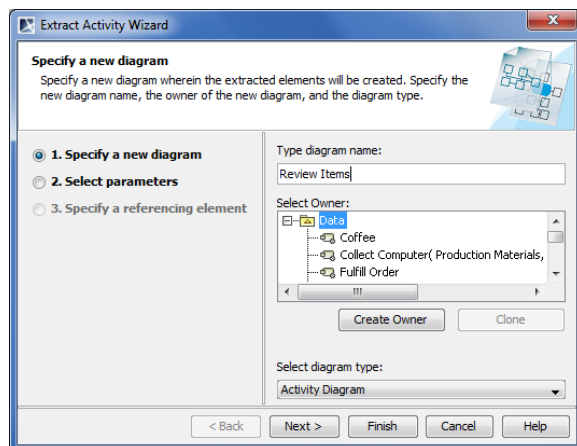 Extract Activity Wizard
Specify a new diagram
Specify a new diagram wherein the extracted elements will be created. Specify the
new diagram name, the owner of the new diagram, and the diagram type.
1. Specify a new diagram
2. Select parameters
3. Specify a referencing element
Type diagram name:
Review Items
Select Owner:
Data
Coffee
Collect Computer( Production Materials,
Fulfill Order
Create Owner
Clone
Select diagram type:
Activity Diagram
< Back
Next >
Finish
Cancel
Help